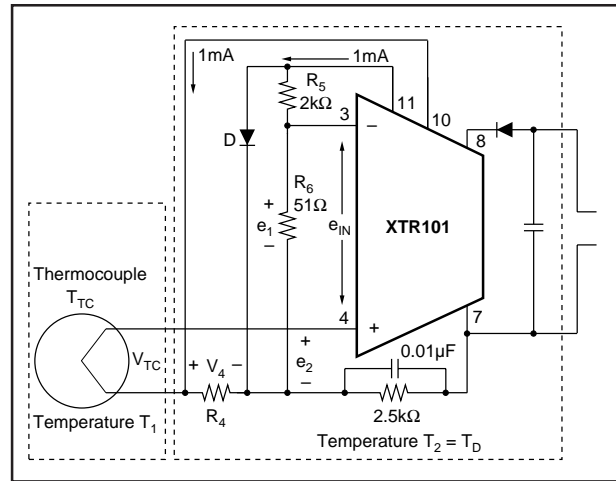 1mA
1mA
R5
2kΩ
11
10
3
−
8
D
R6
51Ω
+
e1
−
eIN
XTR101
Thermocouple
TTC
VTC
Temperature T1
4
+
7
+
e2
−
0.01µF
+ V4 −
R4
2.5kΩ
Temperature T2 = TD